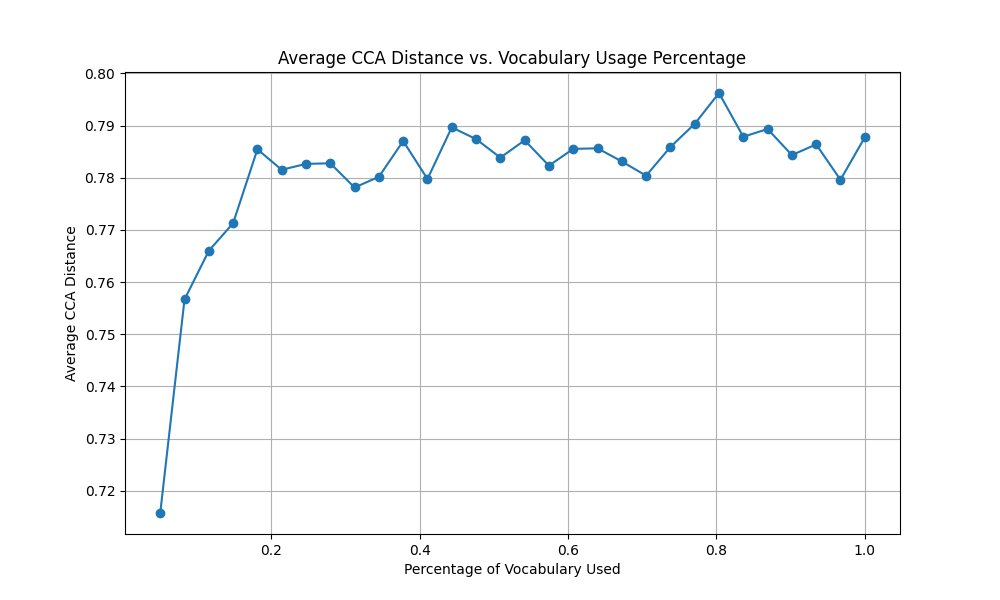 Average CCA Distance vs. Vocabulary Usage Percentage
0.80
0.79
0.78
0.77
0.76
0.75
0.74
0.73
0.72
Average CCA Distance
0.2 0.4 0.6 0.8 1.0
Percentage of Vocabulary Used